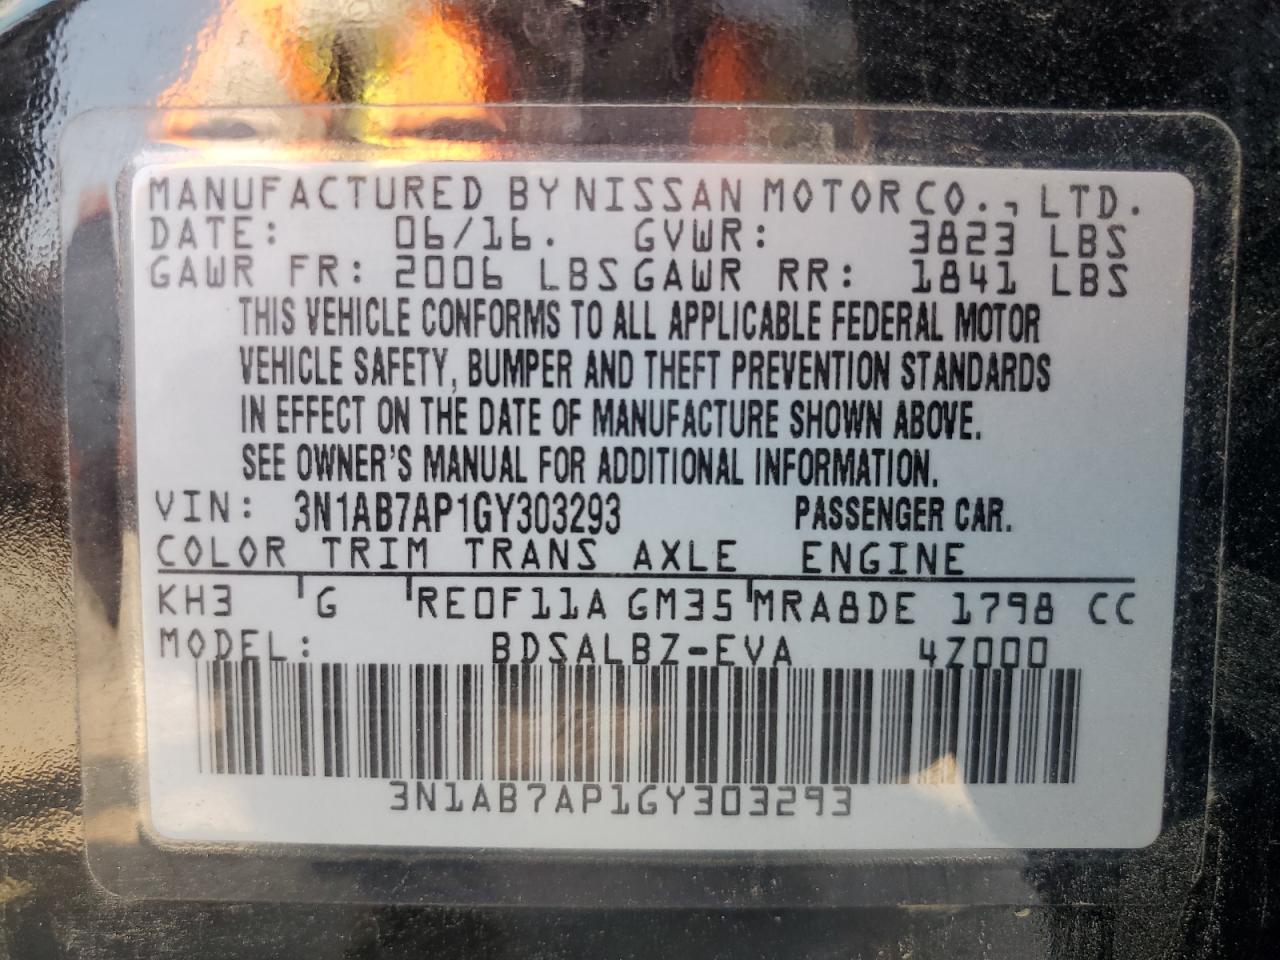 MANUFACTURED BY NISSAN MOTOR CO., LTD.
DATE: 06/16. GVWR: 3823 LBS
GAWR FR: 2006 LBS GAWR RR: 1841 LBS
THIS VEHICLE CONFORMS TO ALL APPLICABLE FEDERAL MOTOR
VEHICLE SAFETY, BUMPER AND THEFT PREVENTION STANDARDS
IN EFFECT ON THE DATE OF MANUFACTURE SHOWN ABOVE.
SEE OWNER'S MANUAL FOR ADDITIONAL INFORMATION.
VIN: 3N1AB7AP1GY303293 PASSENGER CAR.
COLOR TRIM TRANS AXLE ENGINE
KH3 G RE0F11A GM35 MRA8DE 1798 CC
MODEL: BDSALBZ-EVA 4Z000
3N1AB7AP1GY303293